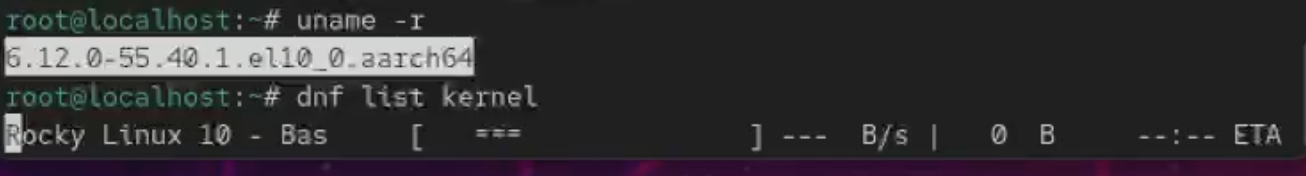 root@localhost:~# uname -r
6.12.0-55.40.1.el10_0.aarch64
root@localhost:~# dnf list kernel
Rocky Linux 10 - Bas     [   ===               ] ---  B/s |   0  B     --:-- ETA